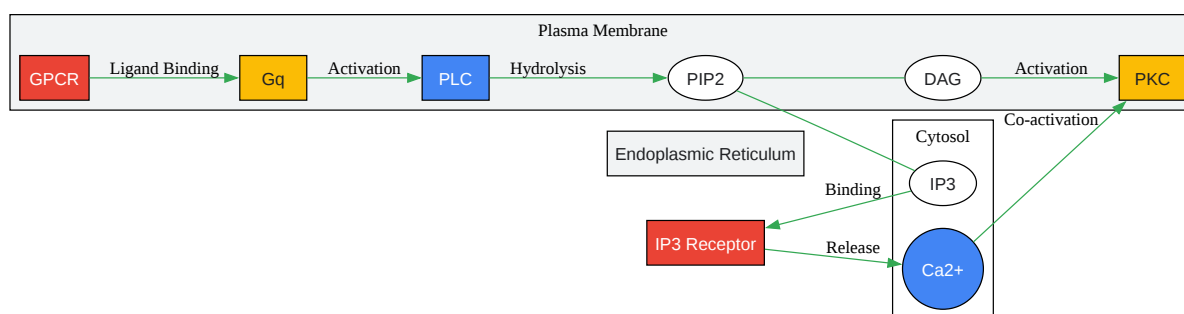 Plasma Membrane
GPCR
Ligand Binding
Gq
Activation
PLC
Hydrolysis
PIP2
DAG
Activation
PKC
Co-activation
Cytosol
Endoplasmic Reticulum
IP3
Binding
IP3 Receptor
Release
Ca2+